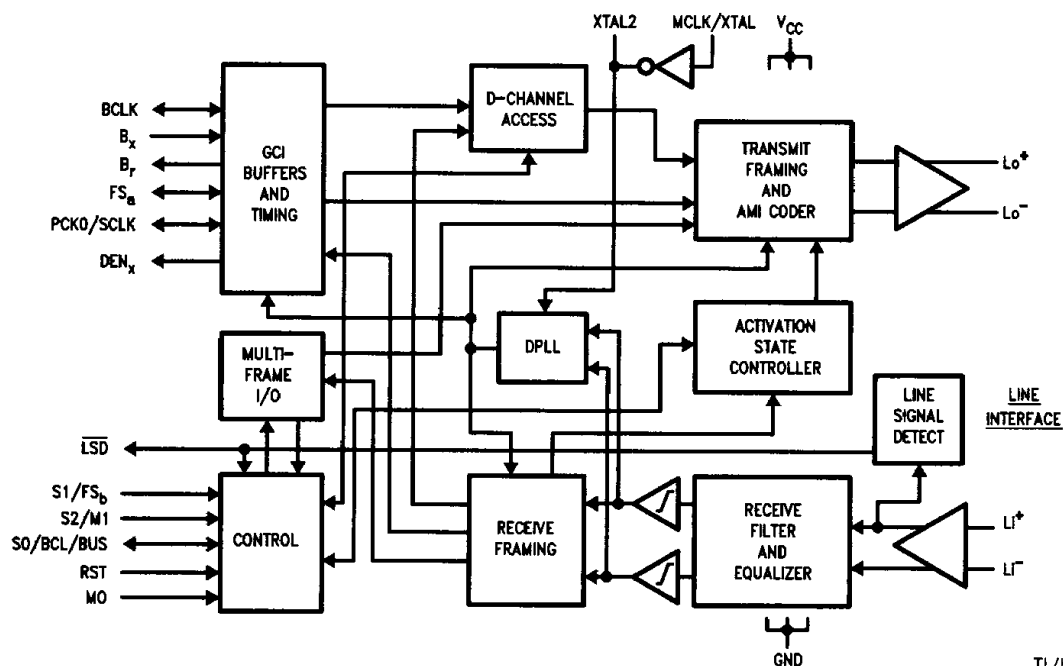 XTAL2
MCLK/XTAL
VCC
BCLK
Bx
Br
FSa
PCKO/SCLK
DENx
GCI
BUFFERS
AND
TIMING
D-CHANNEL
ACCESS
TRANSMIT
FRAMING
AND
AMI CODER
Lo+
Lo−
MULTI-
FRAME
I/O
DPLL
ACTIVATION
STATE
CONTROLLER
LINE
SIGNAL
DETECT
LINE
INTERFACE
LSD
S1/FSb
S2/M1
S0/BCL/BUS
RST
MO
CONTROL
RECEIVE
FRAMING
RECEIVE
FILTER
AND
EQUALIZER
LI+
LI−
GND